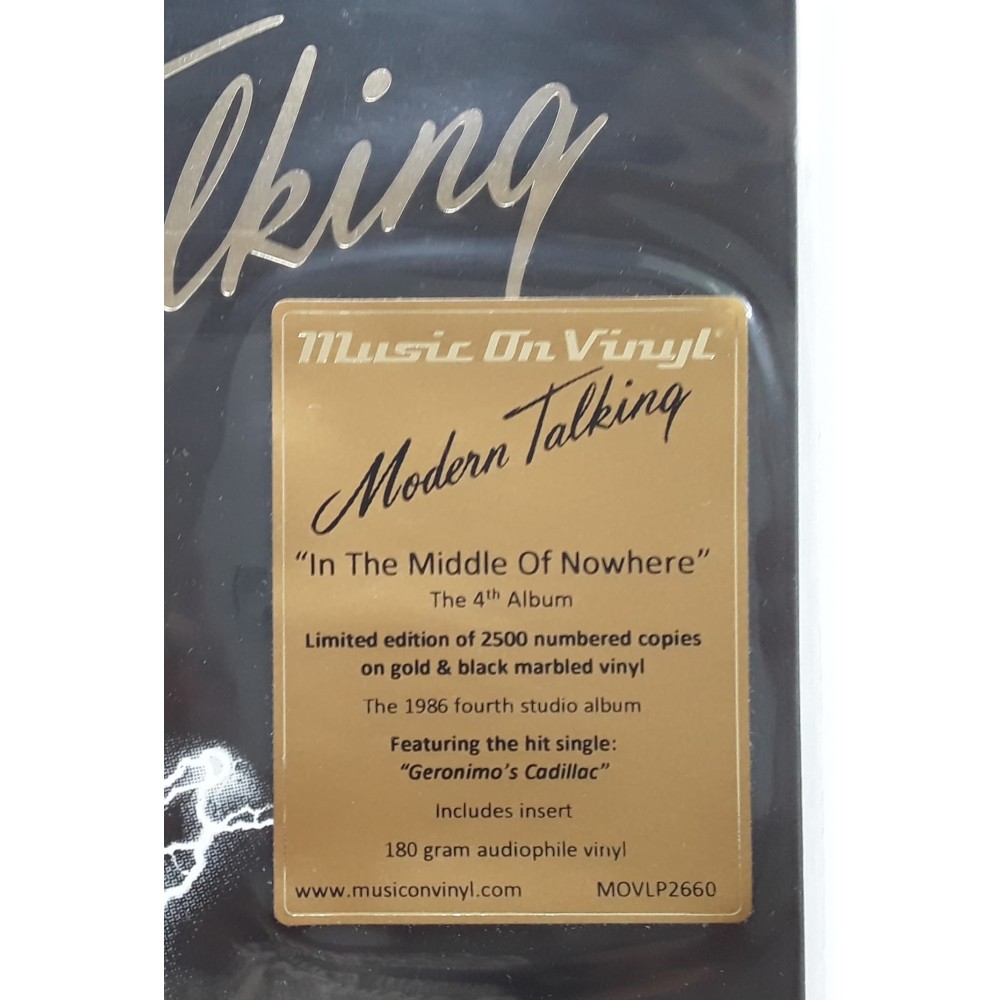 Talking
Music On Vinyl
Modern Talking
“In The Middle Of Nowhere”
The 4th Album
Limited edition of 2500 numbered copies
on gold & black marbled vinyl
The 1986 fourth studio album
Featuring the hit single:
“Geronimo’s Cadillac”
Includes insert
180 gram audiophile vinyl
www.musiconvinyl.com MOVLP2660